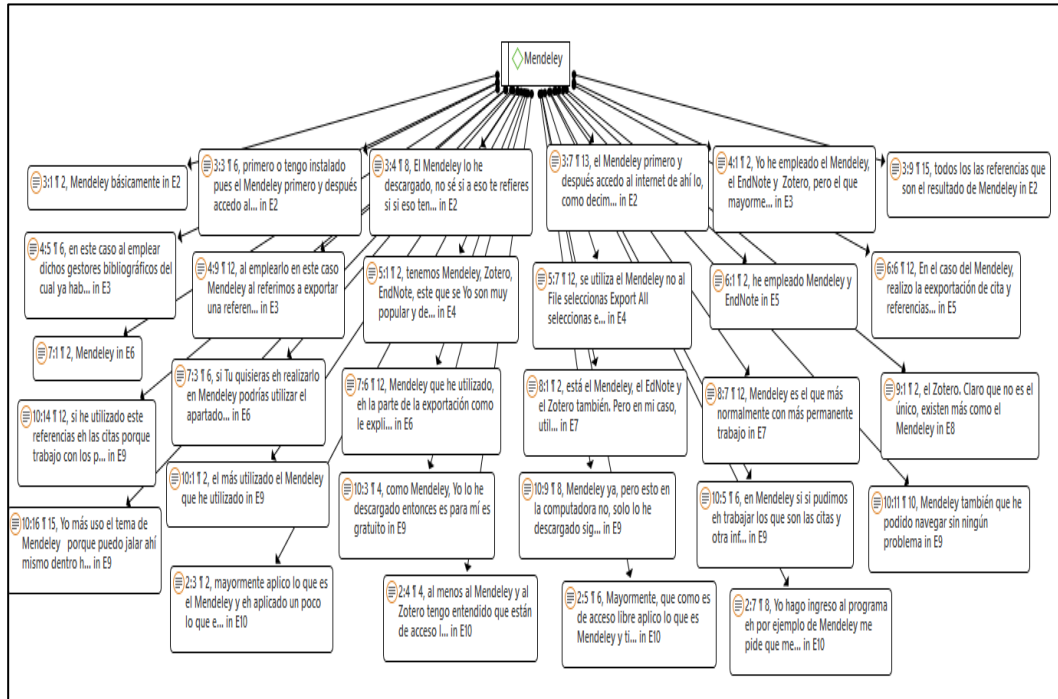 Mendeley
3:1 ¶ 2, Mendeley básicamente in E2
3:3 ¶ 6, primero o tengo instalado
pues el Mendeley primero y después
accedo al... in E2
3:4 ¶ 8, El Mendeley lo he
descargado, no sé si a eso te refieres
si si eso ten... in E2
3:7 ¶ 13, el Mendeley primero y
después accedo al internet de ahí lo,
como decim... in E2
4:1 ¶ 2, Yo he empleado el Mendeley,
el EndNote y Zotero, pero el que
mayorme... in E3
3:9 ¶ 15, todos los las referencias que
son el resultado de Mendeley in E2
4:5 ¶ 6, en este caso al emplear
dichos gestores bibliográficos del
cual ya hab... in E3
4:9 ¶ 12, al emplearlo en este caso
Mendeley al referimos a exportar
una referen... in E3
5:1 ¶ 2, tenemos Mendeley, Zotero,
EndNote, este que se Yo son muy
popular y de... in E4
5:7 ¶ 12, se utiliza el Mendeley no al
File seleccionas Export All
seleccionas e... in E4
6:1 ¶ 2, he empleado Mendeley y
EndNote in E5
6:6 ¶ 12, En el caso del Mendeley,
realizo la eexportación de cita y
referencias... in E5
7:1 ¶ 2, Mendeley in E6
7:3 ¶ 6, si Tu quisieras eh realizarlo
en Mendeley podrías utilizar el
apartado... in E6
7:6 ¶ 12, Mendeley que he utilizado,
eh la parte de la exportación como
le expli... in E6
8:1 ¶ 2, está el Mendeley, el EdNote y
el Zotero también. Pero en mi caso,
util... in E7
8:7 ¶ 12, Mendeley es el que más
normalmente con más permanente
trabajo in E7
9:1 ¶ 2, el Zotero. Claro que no es el
único, existen más como el
Mendeley in E8
10:14 ¶ 12, si he utilizado este
referencias eh las citas porque
trabajo con los p... in E9
10:1 ¶ 2, el más utilizado el Mendeley
que he utilizado in E9
10:3 ¶ 4, como Mendeley, Yo lo he
descargado entonces es para mí es
gratuito in E9
10:9 ¶ 8, Mendeley ya, pero esto en
la computadora no, solo lo he
descargado sig... in E9
10:5 ¶ 6, en Mendeley si si pudimos
eh trabajar los que son las citas y
otra inf... in E9
10:11 ¶ 10, Mendeley también que he
podido navegar sin ningún
problema in E9
10:16 ¶ 15, Yo más uso el tema de
Mendeley porque puedo jalar ahí
mismo dentro h... in E9
2:3 ¶ 2, mayormente aplico lo que es
el Mendeley y eh aplicado un poco
lo que e... in E10
2:4 ¶ 4, al menos al Mendeley y al
Zotero tengo entendido que están
de acceso l... in E10
2:5 ¶ 6, Mayormente, que como es
de acceso libre aplico lo que es
Mendeley y ti... in E10
2:7 ¶ 8, Yo hago ingreso al programa
eh por ejemplo de Mendeley me
pide que me... in E10